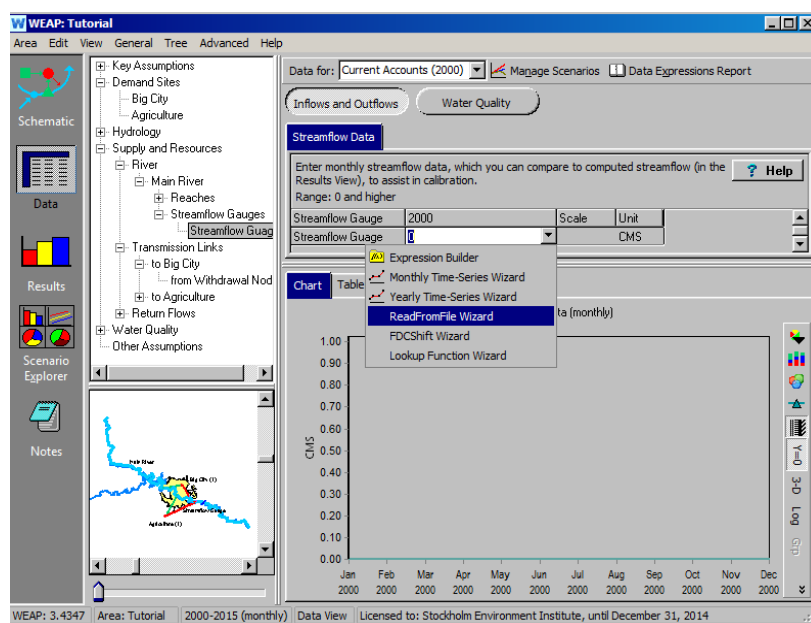 WEAP: Tutorial
Area Edit View General Tree Advanced Help
Schematic
Data
Results
Scenario
Explorer
Notes
Key Assumptions
Demand Sites
Big City
Agriculture
Hydrology
Supply and Resources
River
Main River
Reaches
Streamflow Gauges
Streamflow Guag
Transmission Links
to Big City
from Withdrawal Nod
to Agriculture
Return Flows
Water Quality
Other Assumptions
Main River
Big City (1)
Streamflow Guage
Agriculture (1)
Data for: Current Accounts (2000) Manage Scenarios Data Expressions Report
Inflows and Outflows Water Quality
Streamflow Data
Enter monthly streamflow data, which you can compare to computed streamflow (in the
Results View), to assist in calibration.
Range: 0 and higher
? Help
Streamflow Gauge 2000 Scale Unit
Streamflow Guage 0 CMS
Expression Builder
Monthly Time-Series Wizard
Yearly Time-Series Wizard
ReadFromFile Wizard
FDCShift Wizard
Lookup Function Wizard
Chart Table
ta (monthly)
CMS
1.00
0.90
0.80
0.70
0.60
0.50
0.40
0.30
0.20
0.10
0.00
Jan Feb Mar Apr May Jun Jul Aug Sep Oct Nov Dec
2000 2000 2000 2000 2000 2000 2000 2000 2000 2000 2000 2000
Y=0
3-D
Log
Grp
WEAP: 3.4347 Area: Tutorial 2000-2015 (monthly) Data View Licensed to: Stockholm Environment Institute, until December 31, 2014